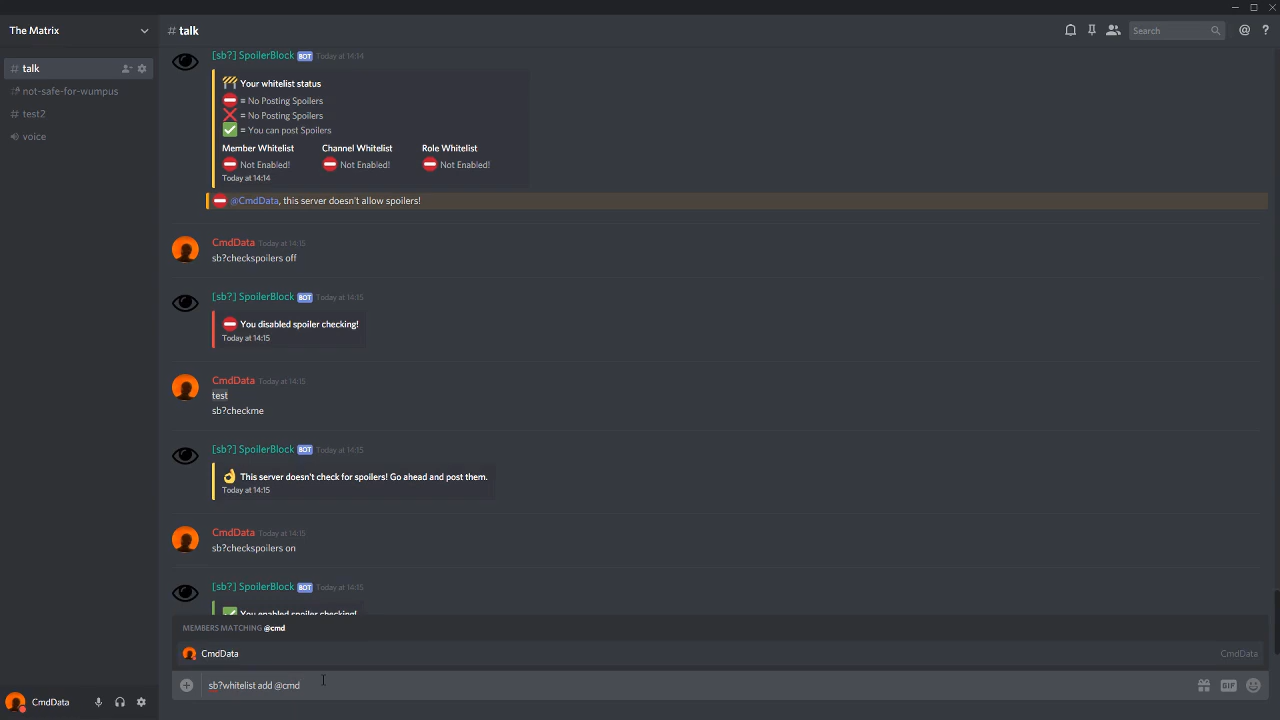 The Matrix
# talk
Search
talk
not-safe-for-wumpus
test2
voice
[sb?] SpoilerBlock BOT Today at 14:14
Your whitelist status
= No Posting Spoilers
= No Posting Spoilers
= You can post Spoilers
Member Whitelist Channel Whitelist Role Whitelist
Not Enabled! Not Enabled! Not Enabled!
Today at 14:14
@CmdData, this server doesn't allow spoilers!
CmdData Today at 14:15
sb?checkspoilers off
[sb?] SpoilerBlock BOT Today at 14:15
You disabled spoiler checking!
Today at 14:15
CmdData Today at 14:15
test
sb?checkme
[sb?] SpoilerBlock BOT Today at 14:15
This server doesn't check for spoilers! Go ahead and post them.
Today at 14:15
CmdData Today at 14:15
sb?checkspoilers on
[sb?] SpoilerBlock BOT Today at 14:15
You enabled spoiler checking!
MEMBERS MATCHING @cmd
CmdData CmdData
sb?whitelist add @cmd
GIF
CmdData